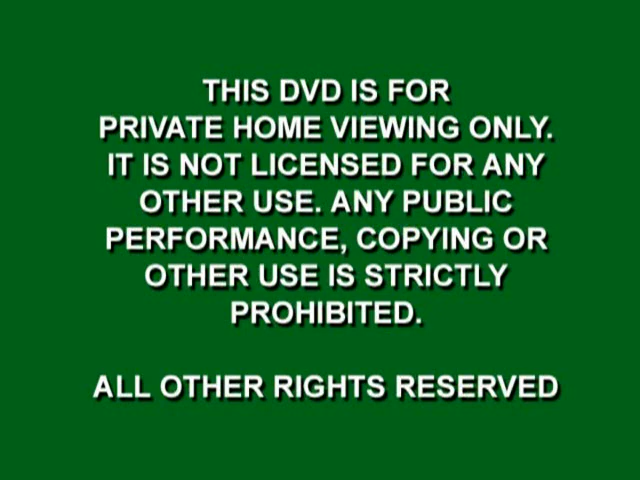 THIS DVD IS FOR
PRIVATE HOME VIEWING ONLY.
IT IS NOT LICENSED FOR ANY
OTHER USE. ANY PUBLIC
PERFORMANCE, COPYING OR
OTHER USE IS STRICTLY
PROHIBITED.
ALL OTHER RIGHTS RESERVED